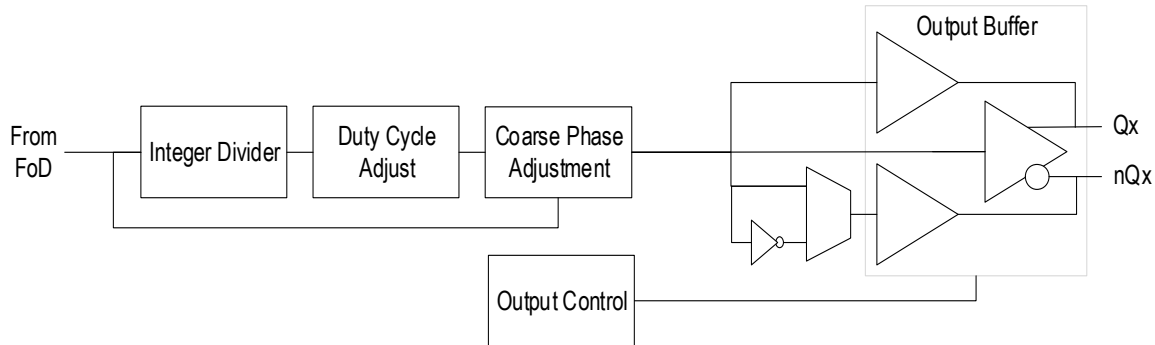 Output Buffer
From
FoD
Integer Divider
Duty Cycle
Adjust
Coarse Phase
Adjustment
Qx
nQx
Output Control